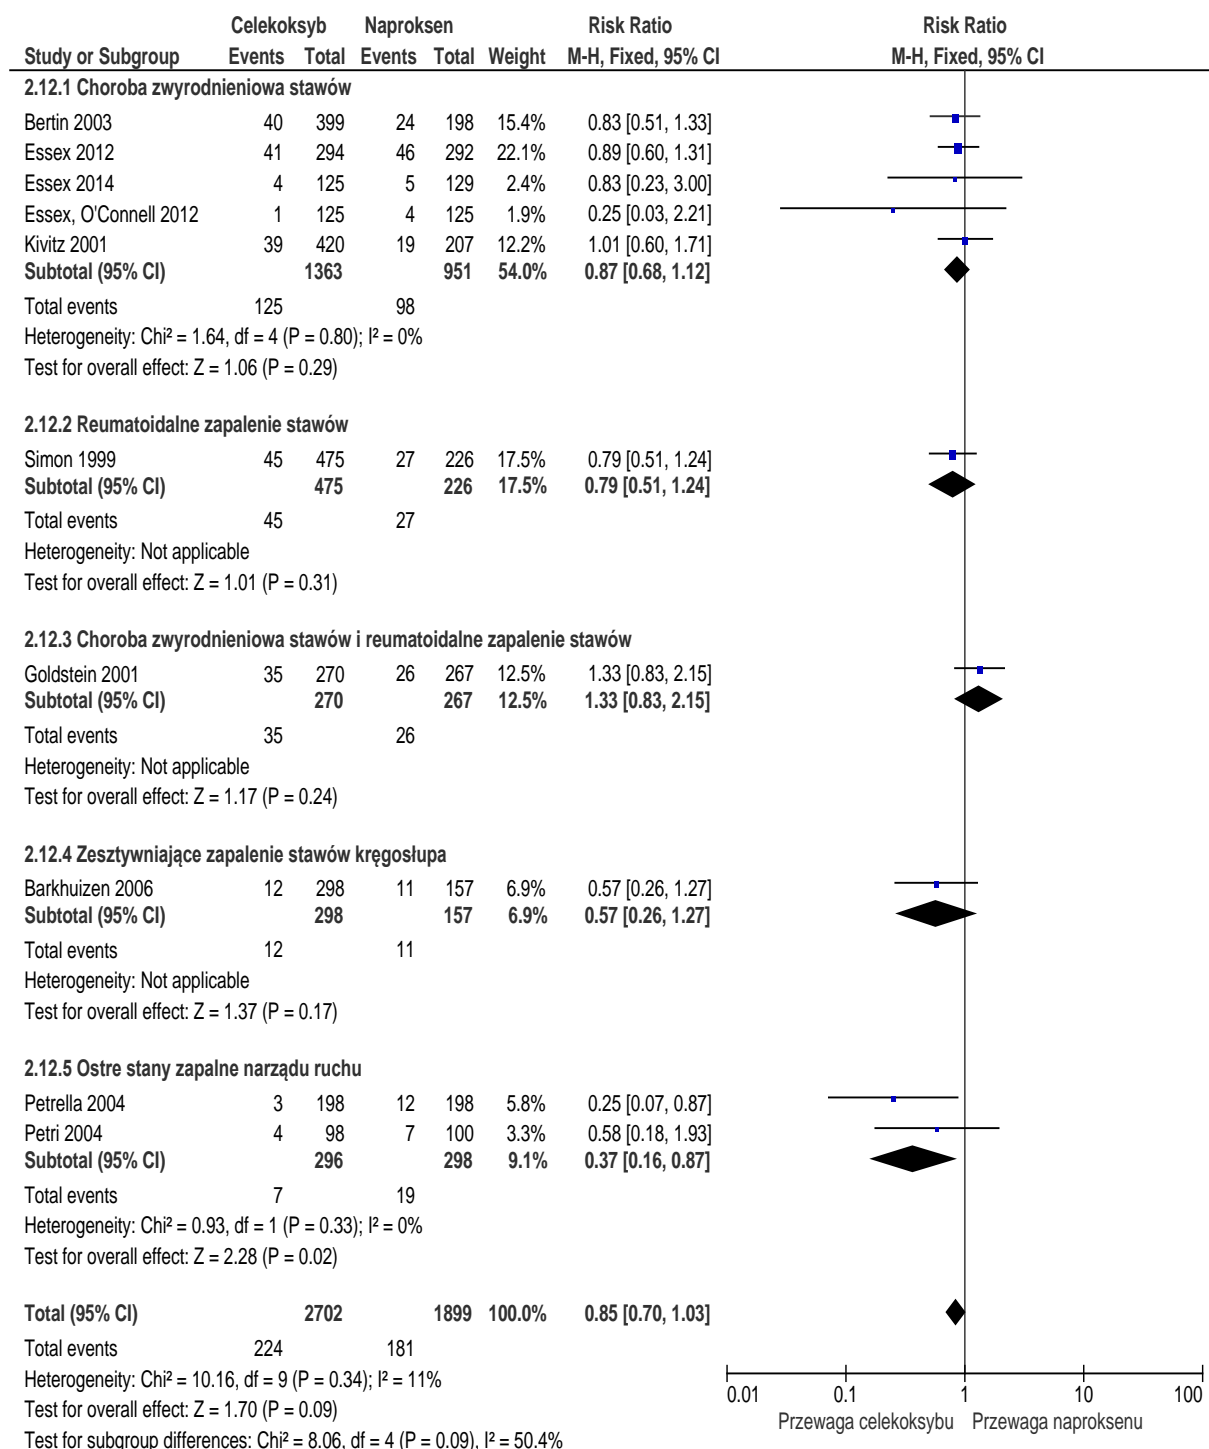 Celekoksyb Naproksen Risk Ratio Risk Ratio
Study or Subgroup Events Total Events Total Weight M-H, Fixed, 95% CI M-H, Fixed, 95% CI
2.12.1 Choroba zwyrodnieniowa stawów
Bertin 2003 40 399 24 198 15.4% 0.83 [0.51, 1.33]
Essex 2012 41 294 46 292 22.1% 0.89 [0.60, 1.31]
Essex 2014 4 125 5 129 2.4% 0.83 [0.23, 3.00]
Essex, O'Connell 2012 1 125 4 125 1.9% 0.25 [0.03, 2.21]
Kivitz 2001 39 420 19 207 12.2% 1.01 [0.60, 1.71]
Subtotal (95% CI) 1363 951 54.0% 0.87 [0.68, 1.12]
Total events 125 98
Heterogeneity: Chi² = 1.64, df = 4 (P = 0.80); I² = 0%
Test for overall effect: Z = 1.06 (P = 0.29)
2.12.2 Reumatoidalne zapalenie stawów
Simon 1999 45 475 27 226 17.5% 0.79 [0.51, 1.24]
Subtotal (95% CI) 475 226 17.5% 0.79 [0.51, 1.24]
Total events 45 27
Heterogeneity: Not applicable
Test for overall effect: Z = 1.01 (P = 0.31)
2.12.3 Choroba zwyrodnieniowa stawów i reumatoidalne zapalenie stawów
Goldstein 2001 35 270 26 267 12.5% 1.33 [0.83, 2.15]
Subtotal (95% CI) 270 267 12.5% 1.33 [0.83, 2.15]
Total events 35 26
Heterogeneity: Not applicable
Test for overall effect: Z = 1.17 (P = 0.24)
2.12.4 Zesztywniające zapalenie stawów kręgosłupa
Barkhuizen 2006 12 298 11 157 6.9% 0.57 [0.26, 1.27]
Subtotal (95% CI) 298 157 6.9% 0.57 [0.26, 1.27]
Total events 12 11
Heterogeneity: Not applicable
Test for overall effect: Z = 1.37 (P = 0.17)
2.12.5 Ostre stany zapalne narządu ruchu
Petrella 2004 3 198 12 198 5.8% 0.25 [0.07, 0.87]
Petri 2004 4 98 7 100 3.3% 0.58 [0.18, 1.93]
Subtotal (95% CI) 296 298 9.1% 0.37 [0.16, 0.87]
Total events 7 19
Heterogeneity: Chi² = 0.93, df = 1 (P = 0.33); I² = 0%
Test for overall effect: Z = 2.28 (P = 0.02)
Total (95% CI) 2702 1899 100.0% 0.85 [0.70, 1.03]
Total events 224 181
Heterogeneity: Chi² = 10.16, df = 9 (P = 0.34); I² = 11%
Test for overall effect: Z = 1.70 (P = 0.09)
Test for subgroup differences: Chi² = 8.06, df = 4 (P = 0.09), I² = 50.4%
0.01 0.1 1 10 100
Przewaga celekoksybu Przewaga naproksenu